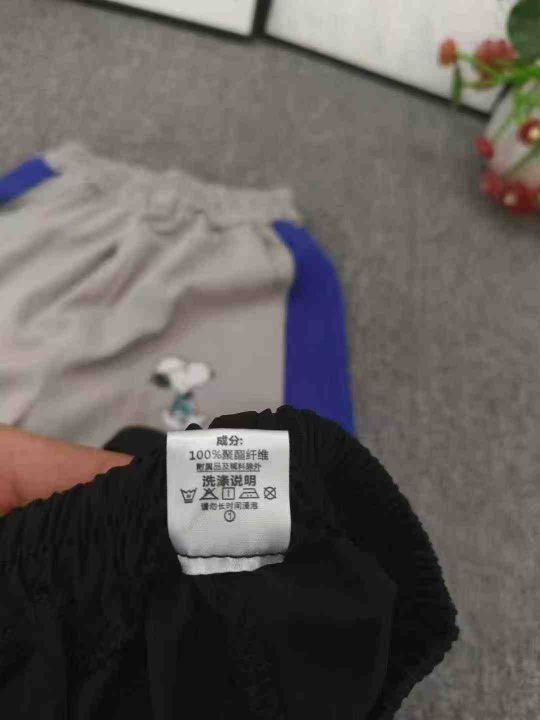 成分:
100%聚酯纤维
附属品及辅料除外
洗涤说明
请勿长时间浸泡
①